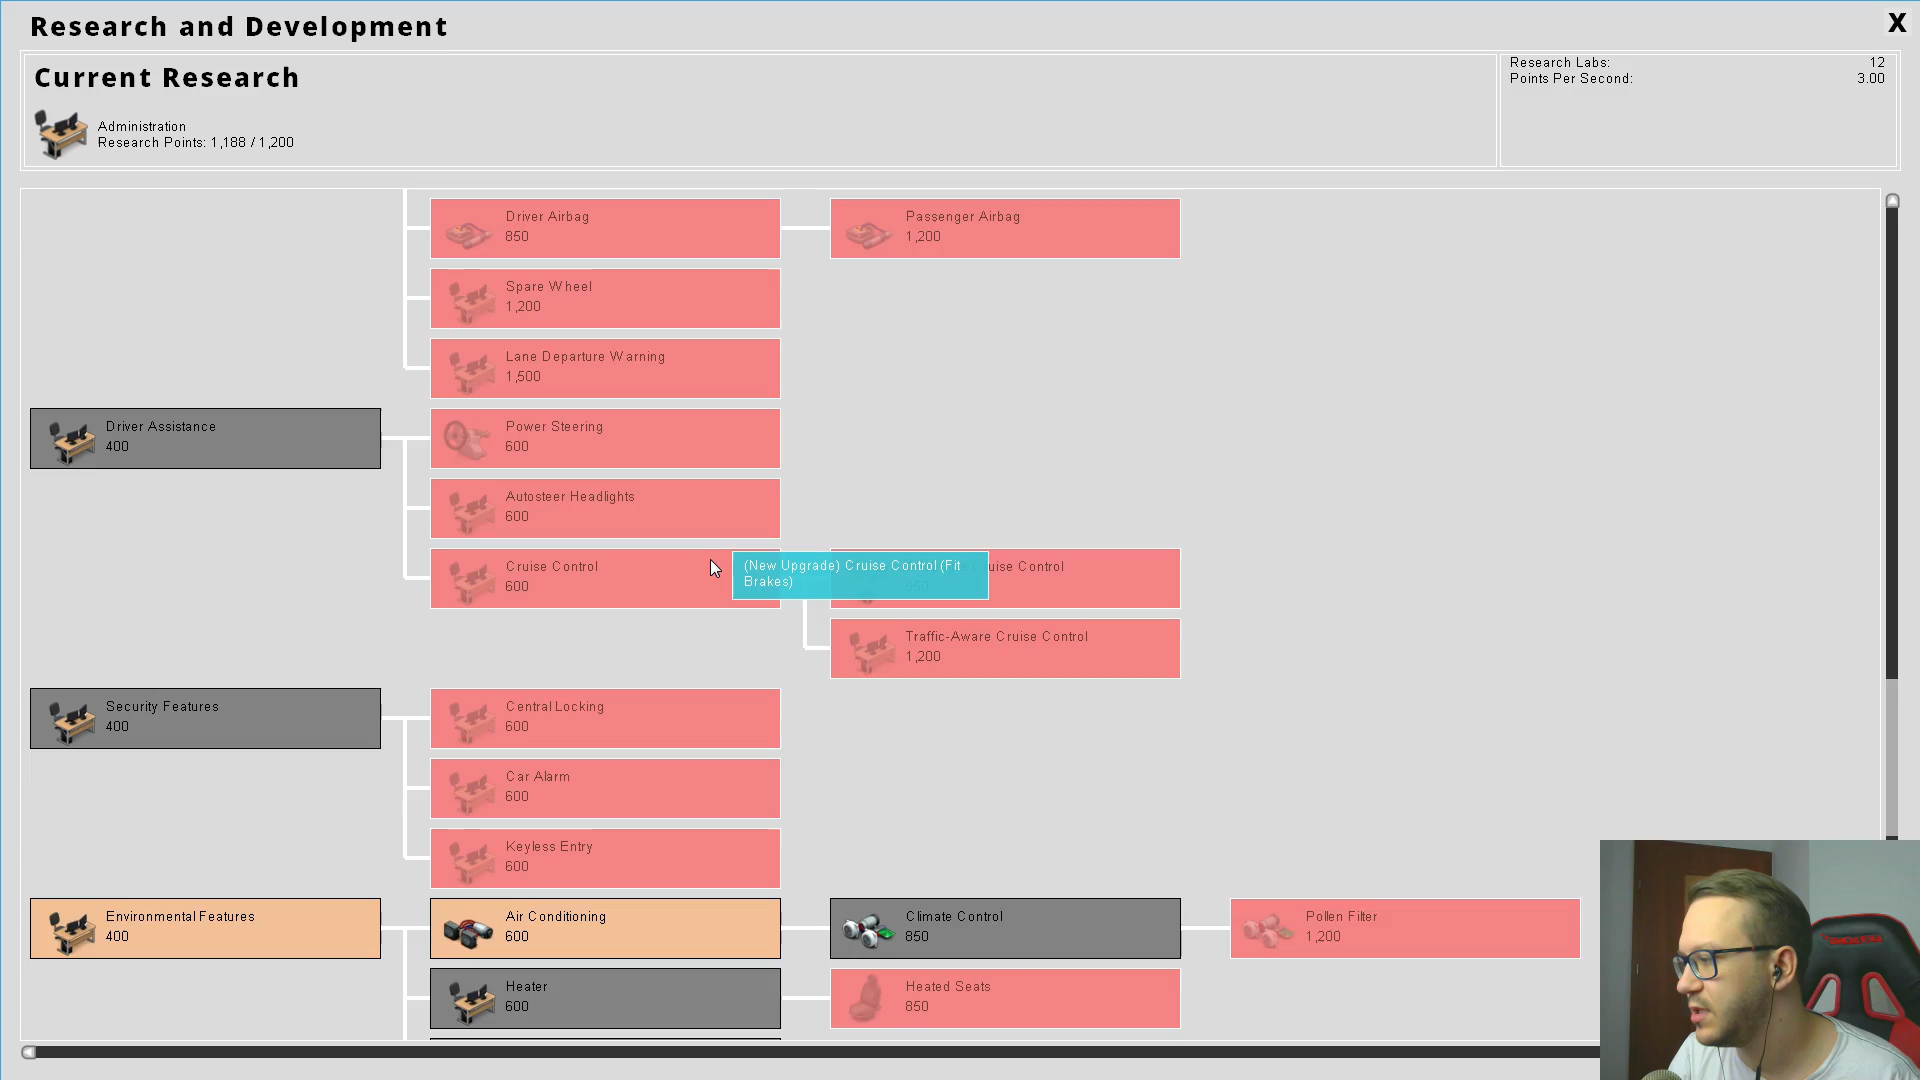 Research and Development
X
Current Research
Administration
Research Points: 1,188 / 1,200
Research Labs: 12
Points Per Second: 3.00
Driver Airbag
850
Passenger Airbag
1,200
Spare Wheel
1,200
Lane Departure Warning
1,500
Driver Assistance
400
Power Steering
600
Autosteer Headlights
600
Cruise Control
600
(New Upgrade) Cruise Control (Fit
Brakes)
Cruise Control
Traffic-Aware Cruise Control
1,200
Security Features
400
Central Locking
600
Car Alarm
600
Keyless Entry
600
Environmental Features
400
Air Conditioning
600
Climate Control
850
Pollen Filter
1,200
Heater
600
Heated Seats
850